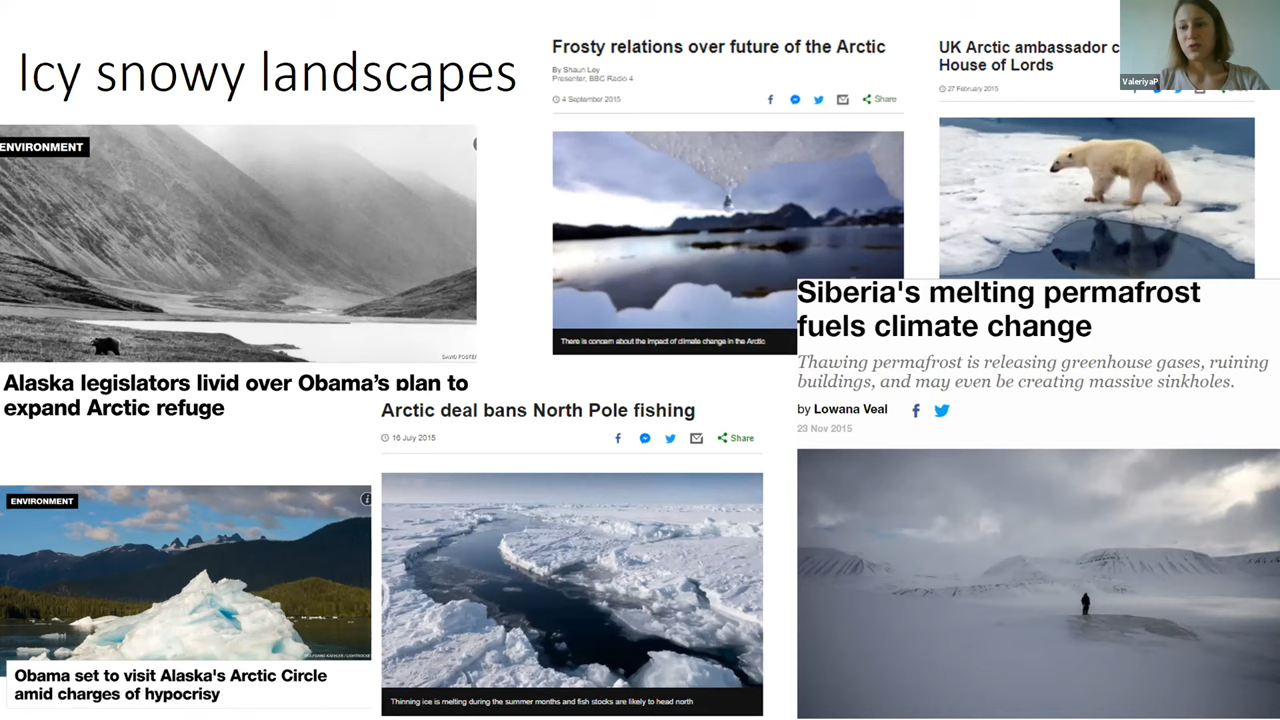 Icy snowy landscapes
ENVIRONMENT
DAVID FOSTER
Alaska legislators livid over Obama's plan to
expand Arctic refuge
ENVIRONMENT
Obama set to visit Alaska's Arctic Circle
amid charges of hypocrisy
Frosty relations over future of the Arctic
By Shaun Ley
Presenter, BBC Radio 4
4 September 2015
Share
There is concern about the impact of climate change in the Arctic
Arctic deal bans North Pole fishing
16 July 2015
Share
Thinning ice is melting during the summer months and fish stocks are likely to head north
UK Arctic ambassador c
House of Lords
27 February 2015
ValeriyaP
Siberia's melting permafrost
fuels climate change
Thawing permafrost is releasing greenhouse gases, ruining
buildings, and may even be creating massive sinkholes.
by Lowana Veal
23 Nov 2015